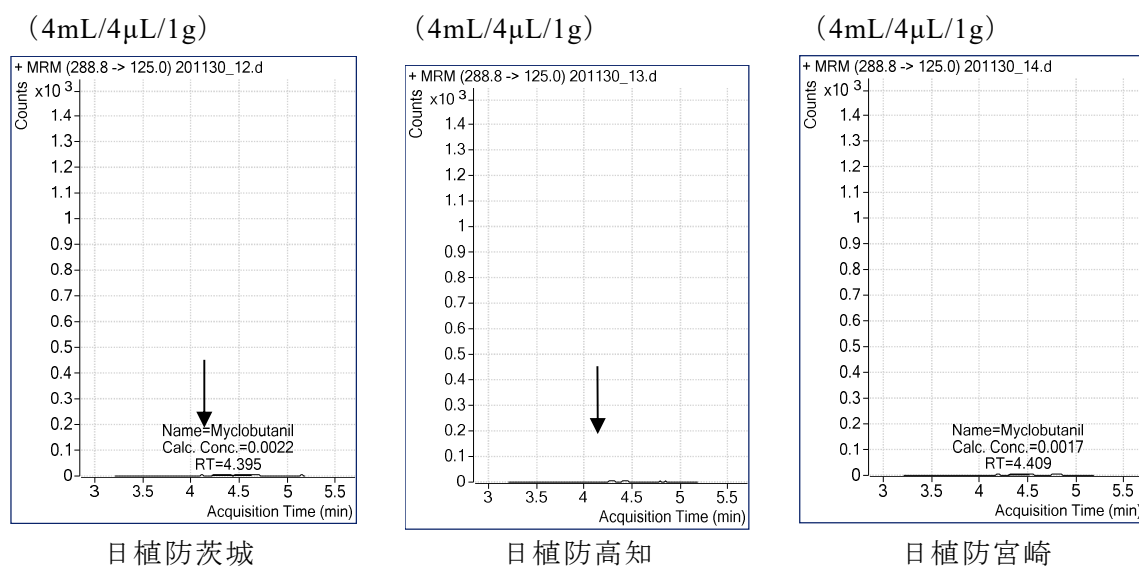 （4mL/4μL/1g）
（4mL/4μL/1g）
（4mL/4μL/1g）
+ MRM (288.8 -> 125.0) 201130_12.d
Counts
x10 3
1.4
1.3
1.2
1.1
1
0.9
0.8
0.7
0.6
0.5
0.4
0.3
0.2
0.1
0
Name=Myclobutanil
Calc. Conc.=0.0022
RT=4.395
3 3.5 4 4.5 5 5.5
Acquisition Time (min)
日植防茨城
+ MRM (288.8 -> 125.0) 201130_13.d
Counts
x10 3
1.4
1.3
1.2
1.1
1
0.9
0.8
0.7
0.6
0.5
0.4
0.3
0.2
0.1
0
3 3.5 4 4.5 5 5.5
Acquisition Time (min)
日植防高知
+ MRM (288.8 -> 125.0) 201130_14.d
Counts
x10 3
1.4
1.3
1.2
1.1
1
0.9
0.8
0.7
0.6
0.5
0.4
0.3
0.2
0.1
0
Name=Myclobutanil
Calc. Conc.=0.0017
RT=4.409
3 3.5 4 4.5 5 5.5
Acquisition Time (min)
日植防宮崎